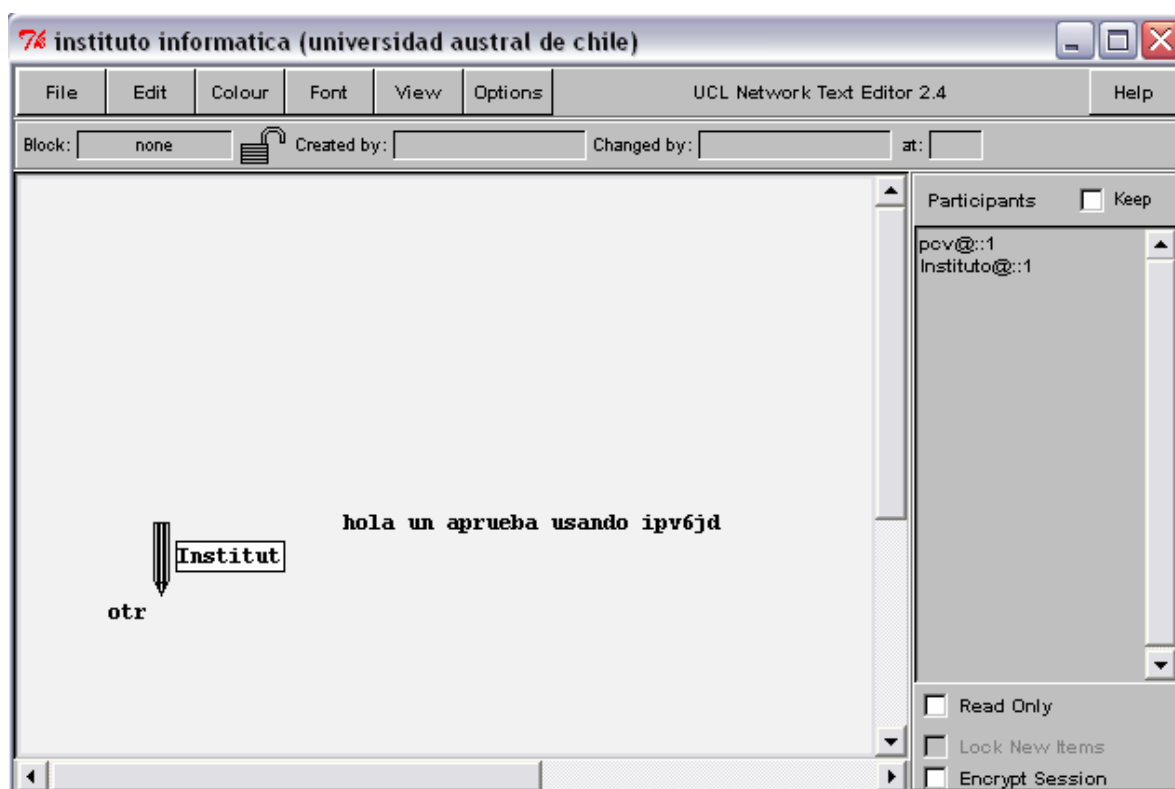 instituto informatica (universidad austral de chile)
File Edit Colour Font View Options UCL Network Text Editor 2.4 Help
Block: none Created by: Changed by: at:
Participants Keep
pcv@::1
Instituto@::1
hola un aprueba usando ipv6jd
Institut
otr
Read Only
Lock New Items
Encrypt Session